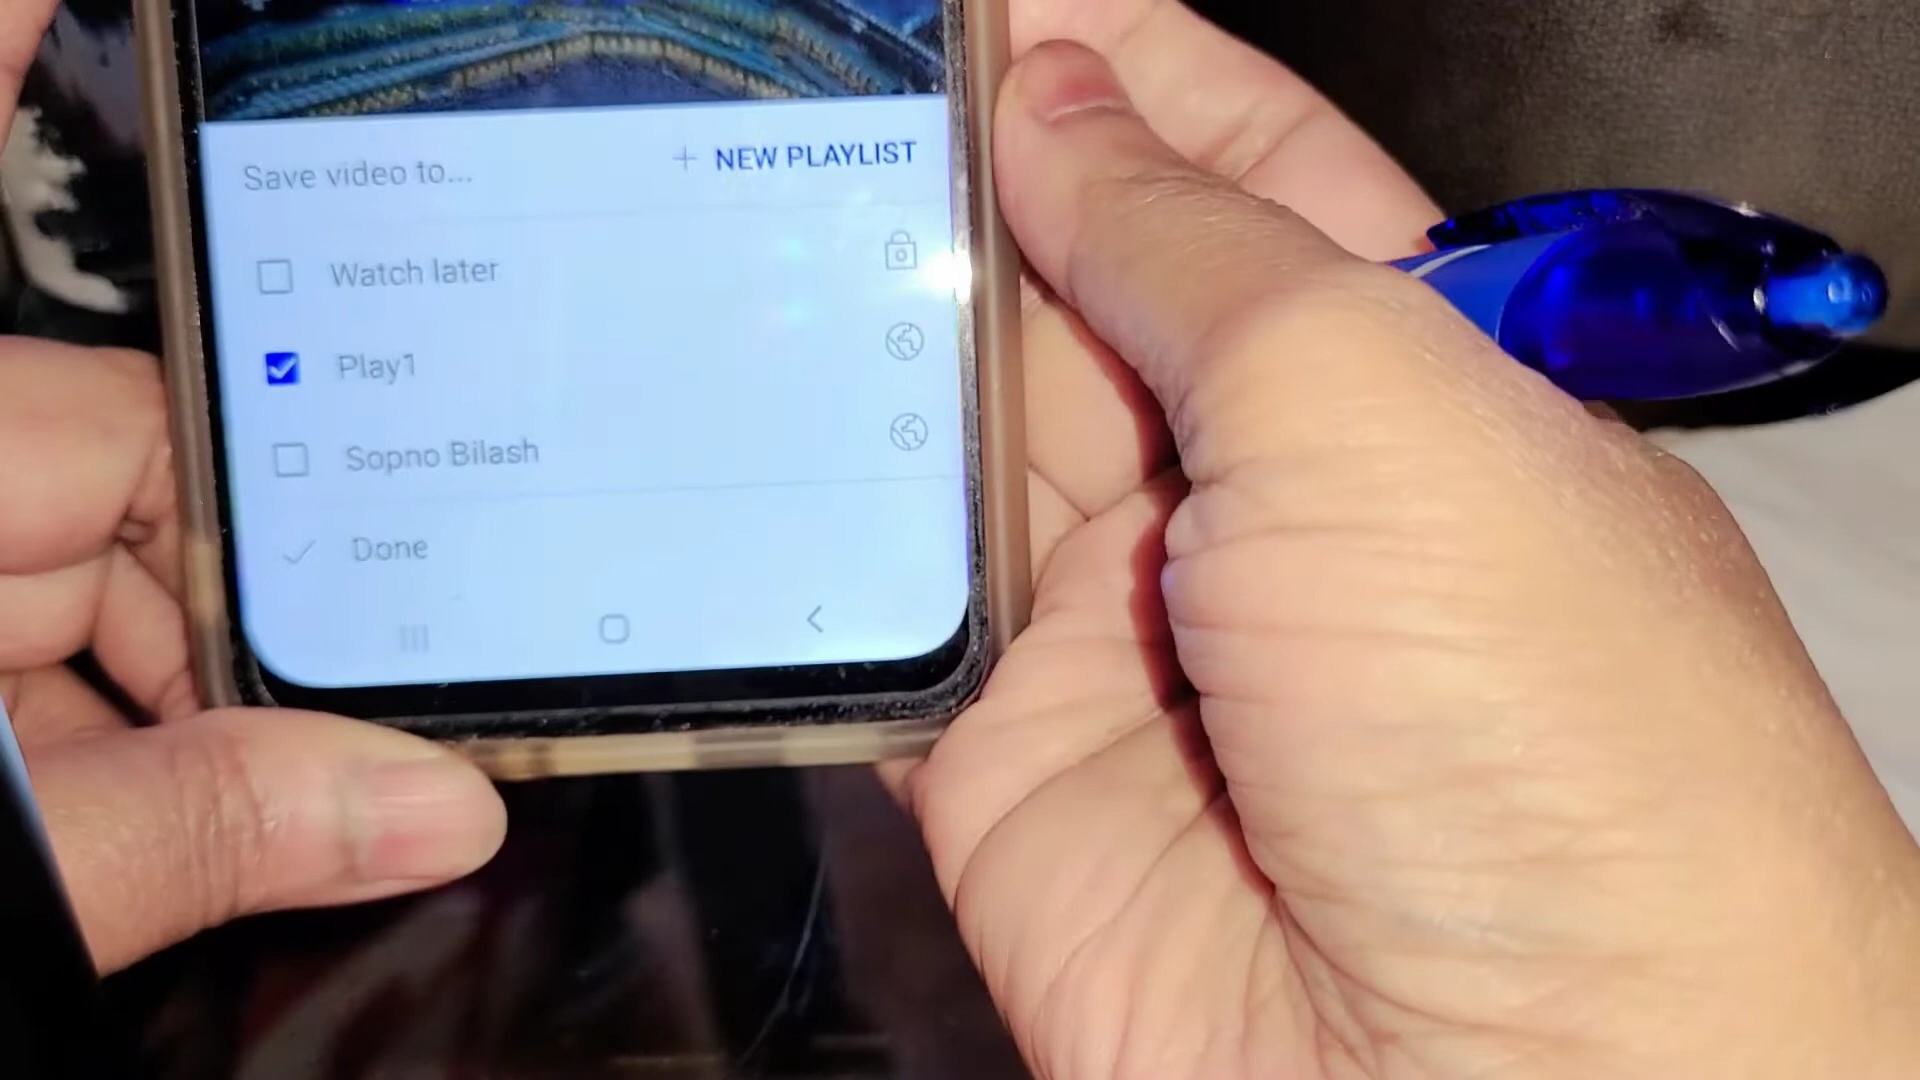 Save video to...
+ NEW PLAYLIST
Watch later
Play1
Sopno Bilash
Done